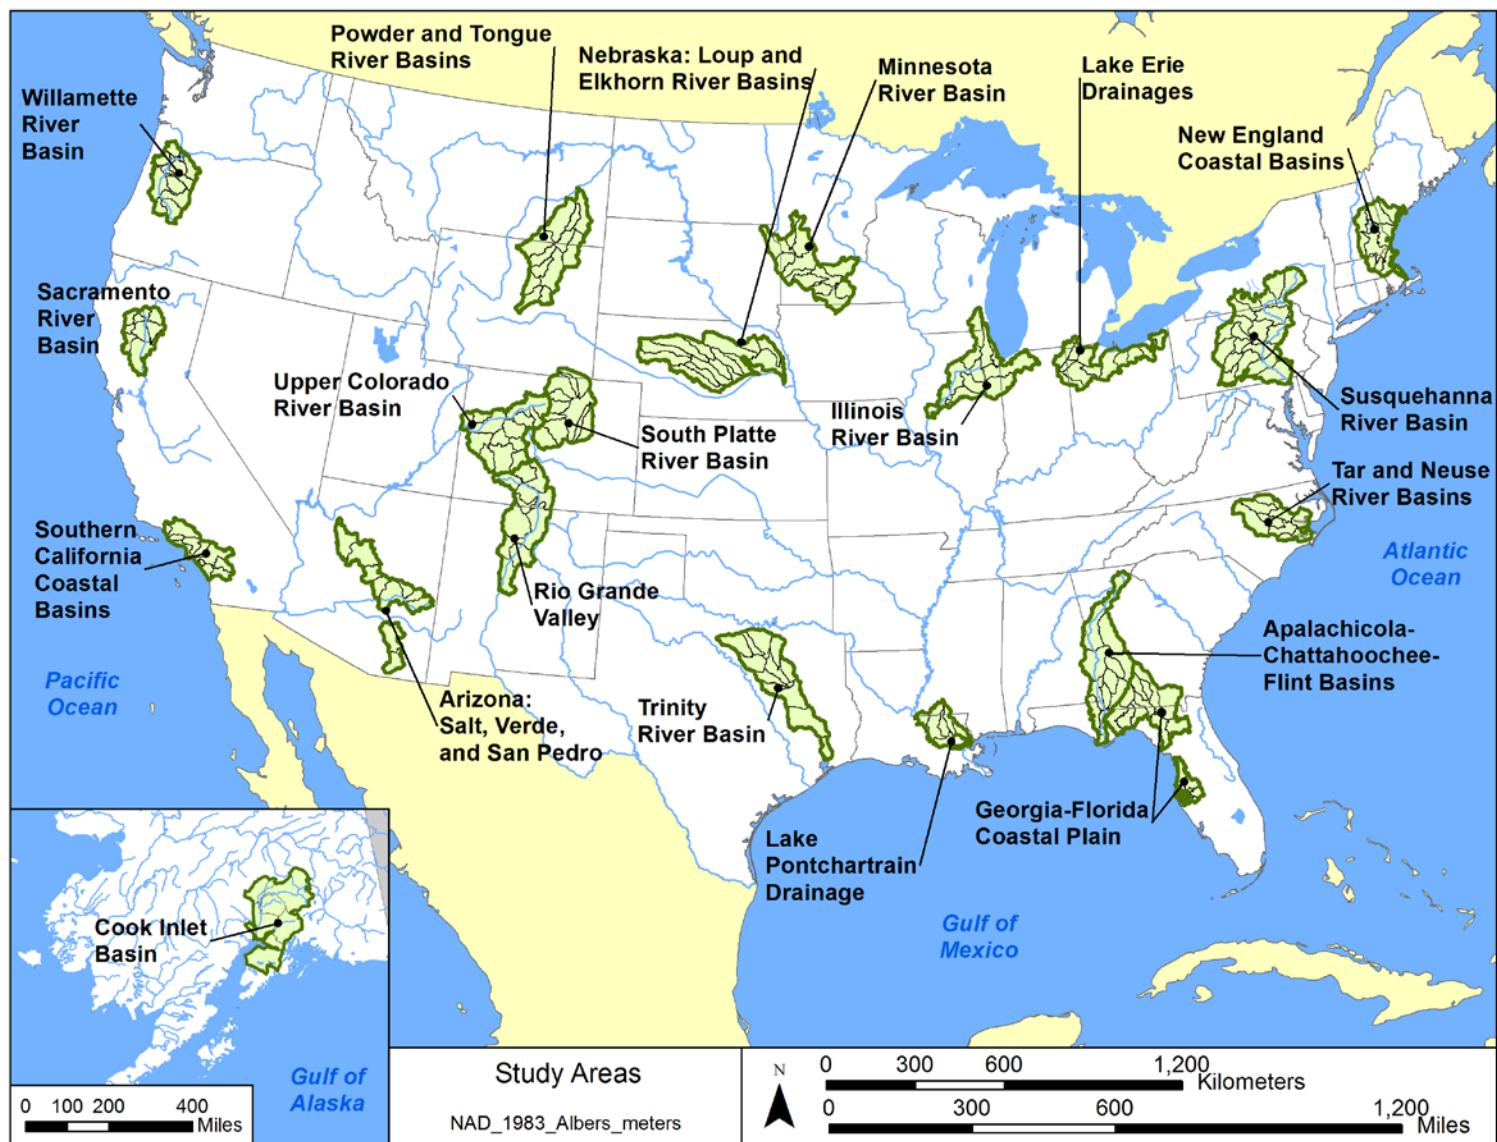 Powder and Tongue
River Basins
Nebraska: Loup and
Elkhorn River Basins
Minnesota
River Basin
Lake Erie
Drainages
Willamette
River
Basin
New England
Coastal Basins
Sacramento
River
Basin
Upper Colorado
River Basin
South Platte
River Basin
Illinois
River Basin
Susquehanna
River Basin
Tar and Neuse
River Basins
Southern
California
Coastal
Basins
Atlantic
Ocean
Rio Grande
Valley
Apalachicola-
Chattahoochee-
Flint Basins
Pacific
Ocean
Arizona:
Salt, Verde,
and San Pedro
Trinity
River Basin
Georgia-Florida
Coastal Plain
Lake
Pontchartrain
Drainage
Gulf of
Mexico
Cook Inlet
Basin
Gulf of
Alaska
0 100 200 400
Miles
Study Areas
NAD_1983_Albers_meters
N
0 300 600 1,200
Kilometers
0 300 600 1,200
Miles